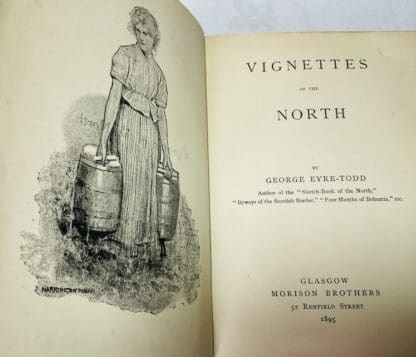 HARRINGTON MANN
VIGNETTES
OF THE
NORTH
BY
GEORGE EYRE-TODD
Author of the "Sketch-Book of the North,"
"Byways of the Scottish Border," "Four Months of Bohemia," etc.
GLASGOW
MORISON BROTHERS
52 RENFIELD STREET
1895